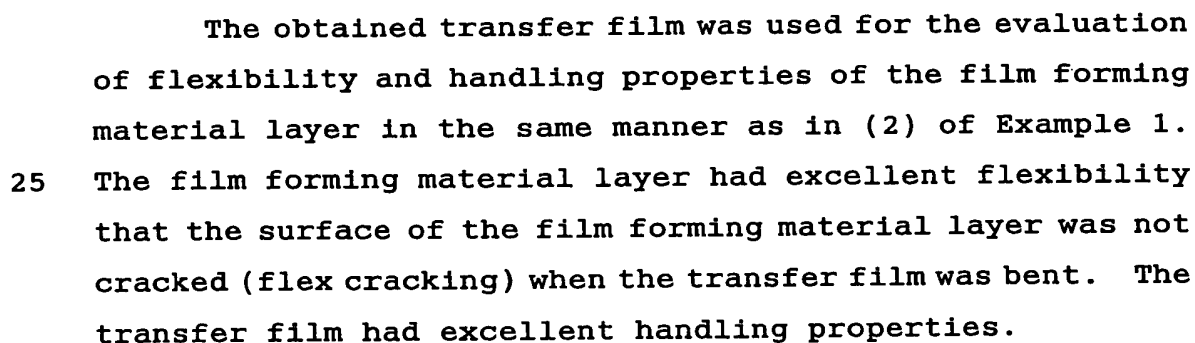 The obtained transfer film was used for the evaluation
of flexibility and handling properties of the film forming
material layer in the same manner as in (2) of Example 1.
25 The film forming material layer had excellent flexibility
that the surface of the film forming material layer was not
cracked (flex cracking) when the transfer film was bent. The
transfer film had excellent handling properties.